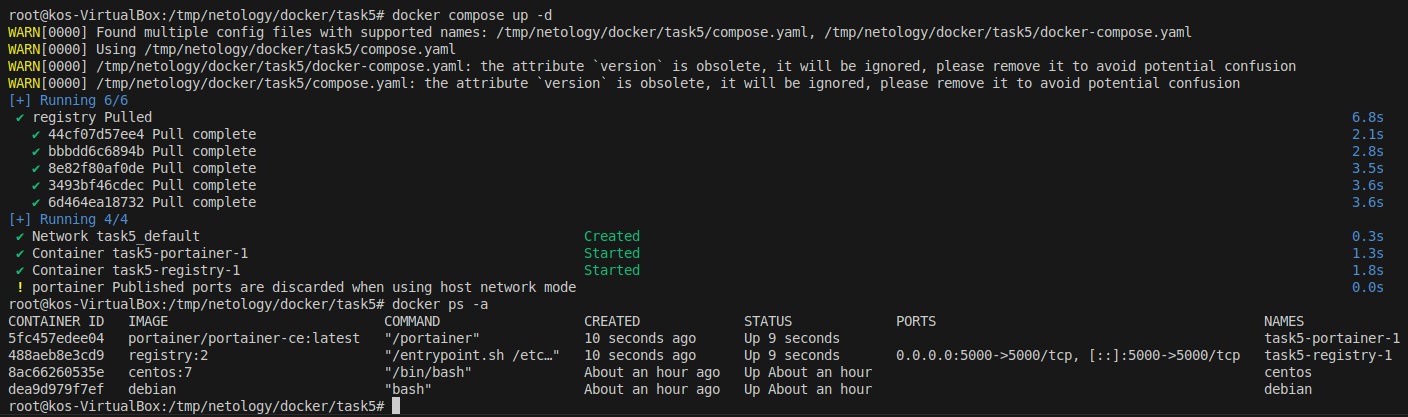 root@kos-VirtualBox:/tmp/netology/docker/task5# docker compose up -d
WARN[0000] Found multiple config files with supported names: /tmp/netology/docker/task5/compose.yaml, /tmp/netology/docker/task5/docker-compose.yaml
WARN[0000] Using /tmp/netology/docker/task5/compose.yaml
WARN[0000] /tmp/netology/docker/task5/docker-compose.yaml: the attribute `version` is obsolete, it will be ignored, please remove it to avoid potential confusion
WARN[0000] /tmp/netology/docker/task5/compose.yaml: the attribute `version` is obsolete, it will be ignored, please remove it to avoid potential confusion
[+] Running 6/6
✔ registry Pulled 6.8s
✔ 44cf07d57ee4 Pull complete 2.1s
✔ bbbdd6c6894b Pull complete 2.8s
✔ 8e82f80af0de Pull complete 3.5s
✔ 3493bf46cdec Pull complete 3.6s
✔ 6d464ea18732 Pull complete 3.6s
[+] Running 4/4
✔ Network task5_default Created 0.3s
✔ Container task5-portainer-1 Started 1.3s
✔ Container task5-registry-1 Started 1.8s
! portainer Published ports are discarded when using host network mode 0.0s
root@kos-VirtualBox:/tmp/netology/docker/task5# docker ps -a
CONTAINER ID IMAGE COMMAND CREATED STATUS PORTS NAMES
5fc457edee04 portainer/portainer-ce:latest "/portainer" 10 seconds ago Up 9 seconds task5-portainer-1
488aeb8e3cd9 registry:2 "/entrypoint.sh /etc…" 10 seconds ago Up 9 seconds 0.0.0.0:5000->5000/tcp, [::]:5000->5000/tcp task5-registry-1
8ac66260535e centos:7 "/bin/bash" About an hour ago Up About an hour centos
dea9d979f7ef debian "bash" About an hour ago Up About an hour debian
root@kos-VirtualBox:/tmp/netology/docker/task5#